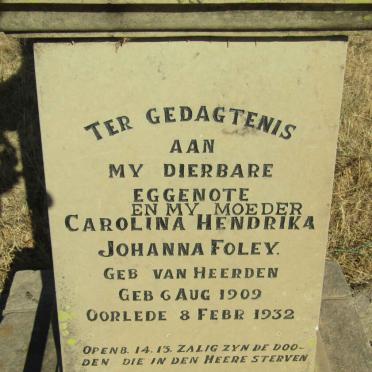 TER GEDAGTENIS
AAN
MY DIERBARE
EGGENOTE
EN MY MOEDER
CAROLINA HENDRIKA
JOHANNA FOLEY.
GEB VAN HEERDEN
GEB 6 AUG 1909
OORLEDE 8 FEBR 1932
OPENB. 14.13. ZALIG ZYN DE DOO-
DEN DIE IN DEN HEERE STERVEN